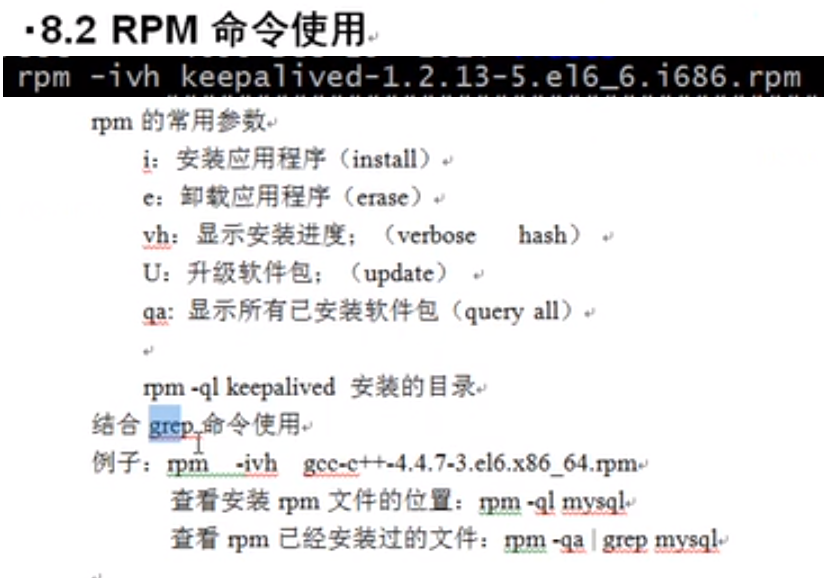 ·8.2 RPM 命令使用
rpm -ivh keepalived-1.2.13-5.el6_6.i686.rpm
rpm 的常用参数
i：安装应用程序（install）
e：卸载应用程序（erase）
vh：显示安装进度；（verbose hash）
U：升级软件包；（update）
qa: 显示所有已安装软件包（query all）
rpm -ql keepalived 安装的目录
结合 grep 命令使用
例子：rpm -ivh gcc-c++-4.4.7-3.el6.x86_64.rpm
查看安装 rpm 文件的位置：rpm -ql mysql
查看 rpm 已经安装过的文件：rpm -qa | grep mysql